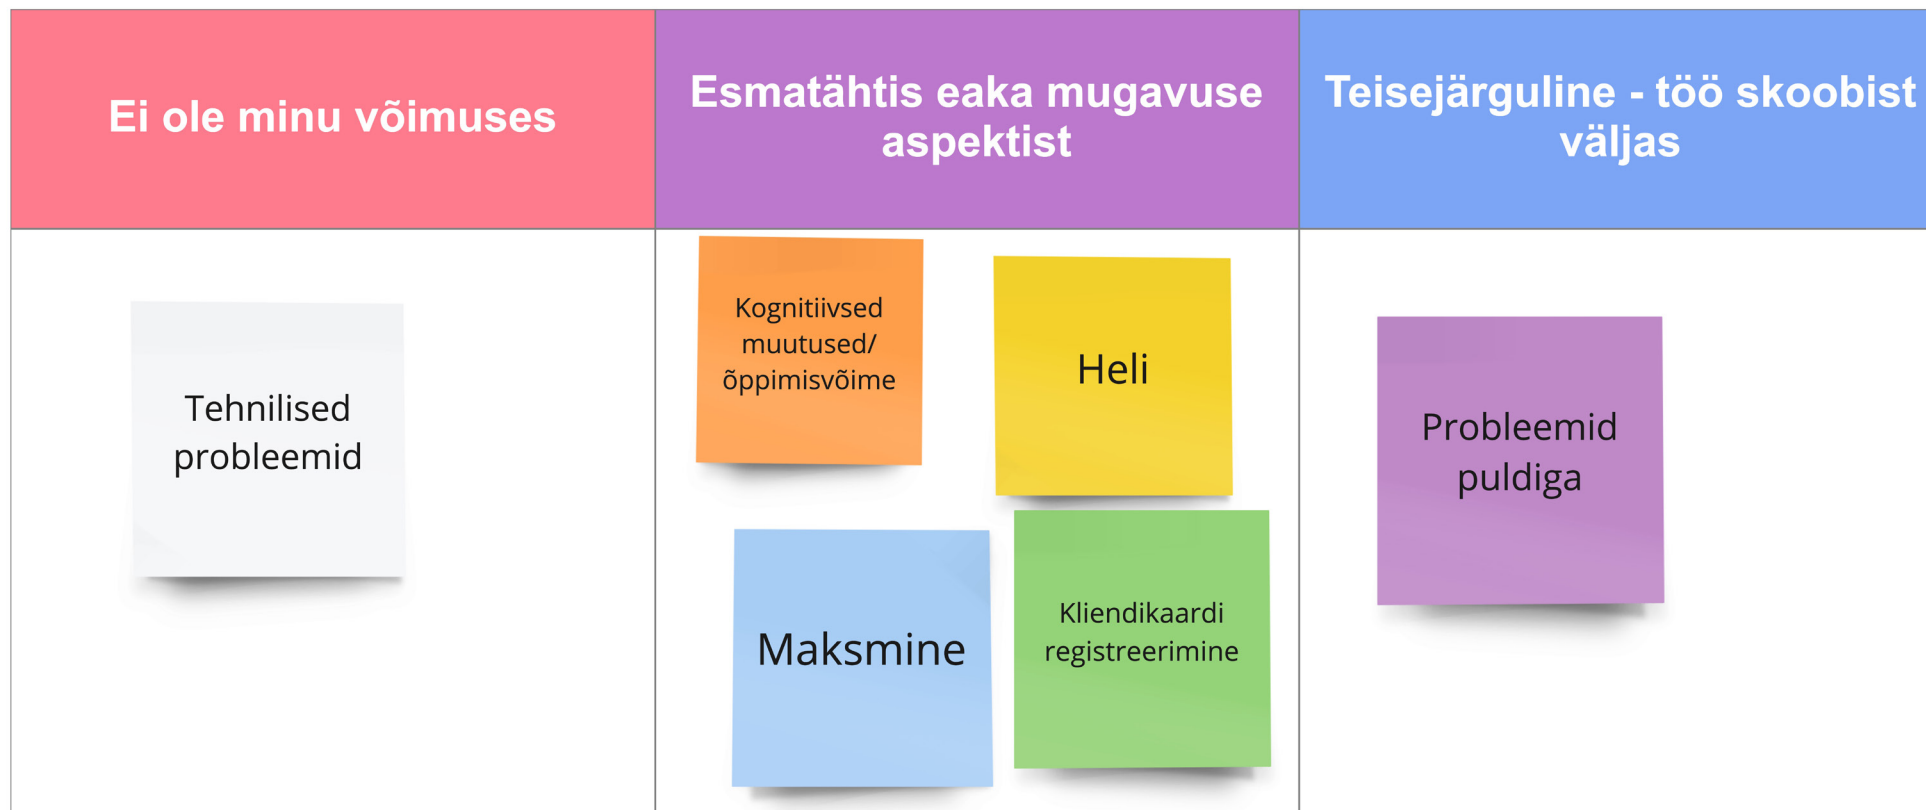 Ei ole minu võimuses
Esmatähtis eaka mugavuse
aspektist
Teisejärguline - töö skoobist
väljas
Tehnilised
probleemid
Kognitiivsed
muutused/
õppimisvõime
Heli
Maksmine
Kliendikaardi
registreerimine
Probleemid
puldiga